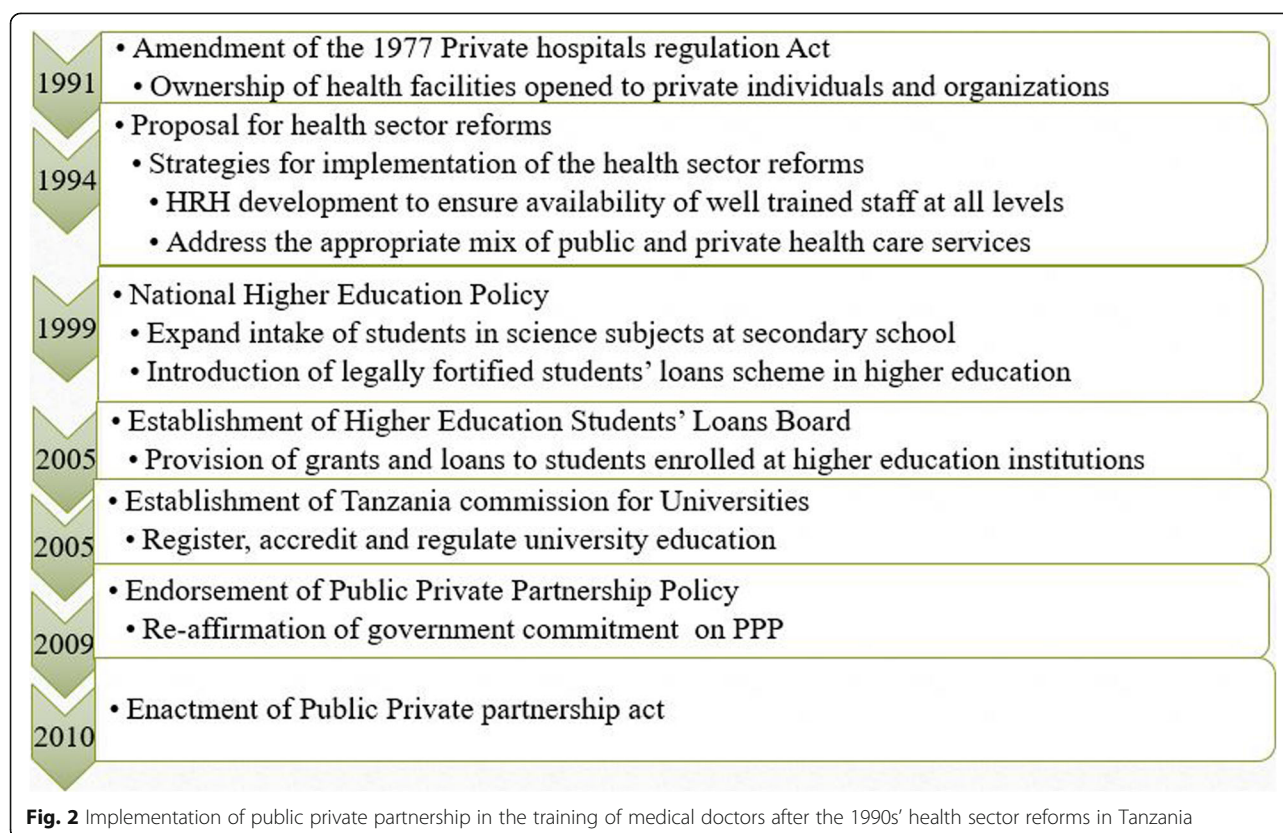 1991
• Amendment of the 1977 Private hospitals regulation Act
• Ownership of health facilities opened to private individuals and organizations
1994
• Proposal for health sector reforms
• Strategies for implementation of the health sector reforms
• HRH development to ensure availability of well trained staff at all levels
• Address the appropriate mix of public and private health care services
1999
• National Higher Education Policy
• Expand intake of students in science subjects at secondary school
• Introduction of legally fortified students' loans scheme in higher education
2005
• Establishment of Higher Education Students' Loans Board
• Provision of grants and loans to students enrolled at higher education institutions
2005
• Establishment of Tanzania commission for Universities
• Register, accredit and regulate university education
2009
• Endorsement of Public Private Partnership Policy
• Re-affirmation of government commitment on PPP
2010
• Enactment of Public Private partnership act
Fig. 2 Implementation of public private partnership in the training of medical doctors after the 1990s' health sector reforms in Tanzania